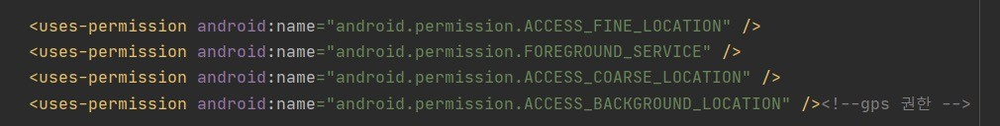 <uses-permission android:name="android.permission.ACCESS_FINE_LOCATION" />
<uses-permission android:name="android.permission.FOREGROUND_SERVICE" />
<uses-permission android:name="android.permission.ACCESS_COARSE_LOCATION" />
<uses-permission android:name="android.permission.ACCESS_BACKGROUND_LOCATION" /><!--gps 권한 -->